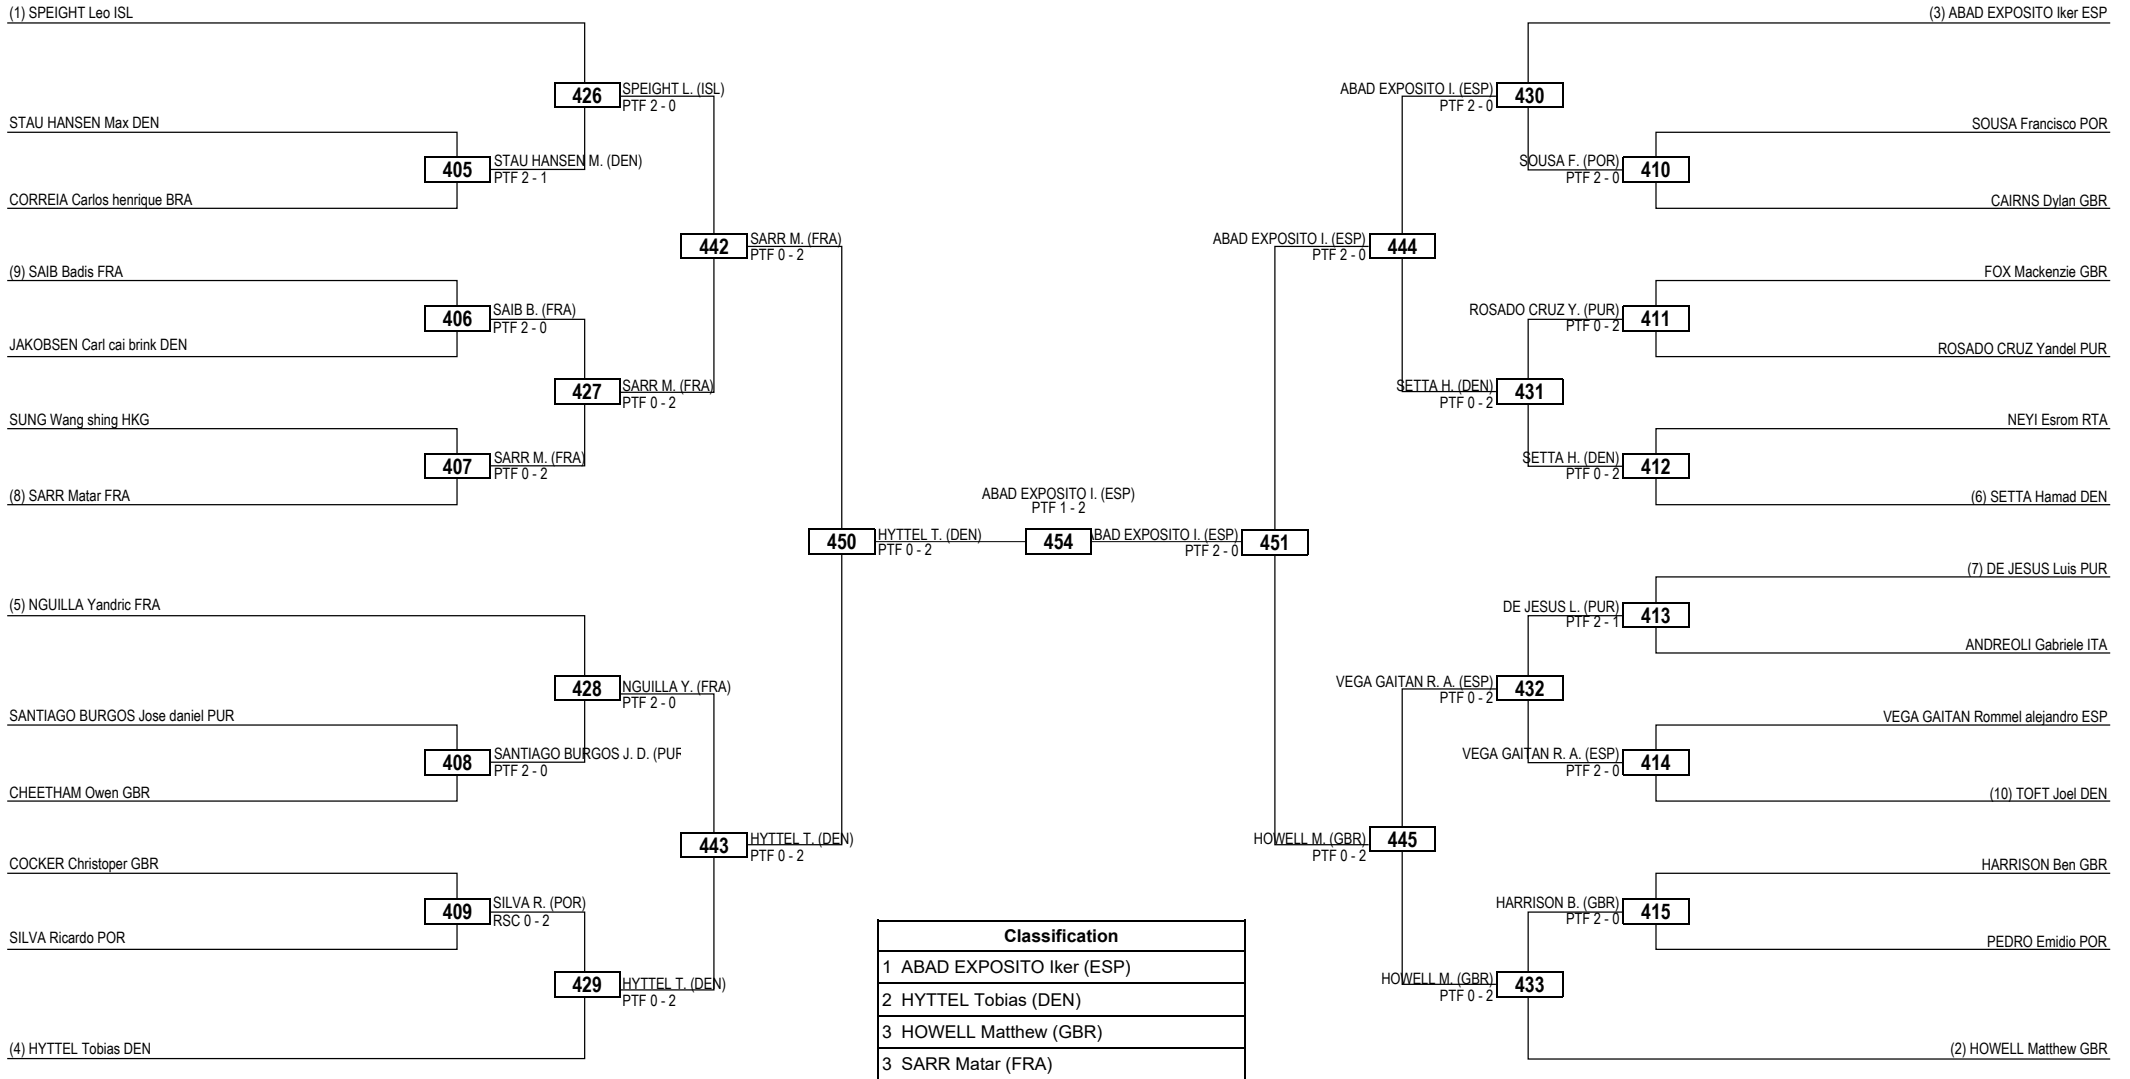 (1) SPEIGHT Leo ISL
426
SPEIGHT L. (ISL)
PTF 2 - 0
STAU HANSEN Max DEN
405
STAU HANSEN M. (DEN)
PTF 2 - 1
CORREIA Carlos henrique BRA
442
SARR M. (FRA)
PTF 0 - 2
(9) SAIB Badis FRA
406
SAIB B. (FRA)
PTF 2 - 0
JAKOBSEN Carl cai brink DEN
427
SARR M. (FRA)
PTF 0 - 2
SUNG Wang shing HKG
407
SARR M. (FRA)
PTF 0 - 2
(8) SARR Matar FRA
450
HYTTEL T. (DEN)
PTF 0 - 2
(5) NGUILLA Yandric FRA
428
NGUILLA Y. (FRA)
PTF 2 - 0
SANTIAGO BURGOS Jose daniel PUR
408
SANTIAGO BURGOS J. D. (PUR
PTF 2 - 0
CHEETHAM Owen GBR
443
HYTTEL T. (DEN)
PTF 0 - 2
COCKER Christoper GBR
409
SILVA R. (POR)
RSC 0 - 2
SILVA Ricardo POR
429
HYTTEL T. (DEN)
PTF 0 - 2
(4) HYTTEL Tobias DEN
ABAD EXPOSITO I. (ESP)
PTF 1 - 2
454
(3) ABAD EXPOSITO Iker ESP
ABAD EXPOSITO I. (ESP)
PTF 2 - 0
430
SOUSA Francisco POR
SOUSA F. (POR)
PTF 2 - 0
410
CAIRNS Dylan GBR
ABAD EXPOSITO I. (ESP)
PTF 2 - 0
444
FOX Mackenzie GBR
ROSADO CRUZ Y. (PUR)
PTF 0 - 2
411
ROSADO CRUZ Yandel PUR
SETTA H. (DEN)
PTF 0 - 2
431
NEYI Esrom RTA
SETTA H. (DEN)
PTF 0 - 2
412
(6) SETTA Hamad DEN
ABAD EXPOSITO I. (ESP)
PTF 2 - 0
451
(7) DE JESUS Luis PUR
DE JESUS L. (PUR)
PTF 2 - 1
413
ANDREOLI Gabriele ITA
VEGA GAITAN R. A. (ESP)
PTF 0 - 2
432
VEGA GAITAN Rommel alejandro ESP
VEGA GAITAN R. A. (ESP)
PTF 2 - 0
414
(10) TOFT Joel DEN
HOWELL M. (GBR)
PTF 0 - 2
445
HARRISON Ben GBR
HARRISON B. (GBR)
PTF 2 - 0
415
PEDRO Emidio POR
HOWELL M. (GBR)
PTF 0 - 2
433
(2) HOWELL Matthew GBR
Classification
1 ABAD EXPOSITO Iker (ESP)
2 HYTTEL Tobias (DEN)
3 HOWELL Matthew (GBR)
3 SARR Matar (FRA)